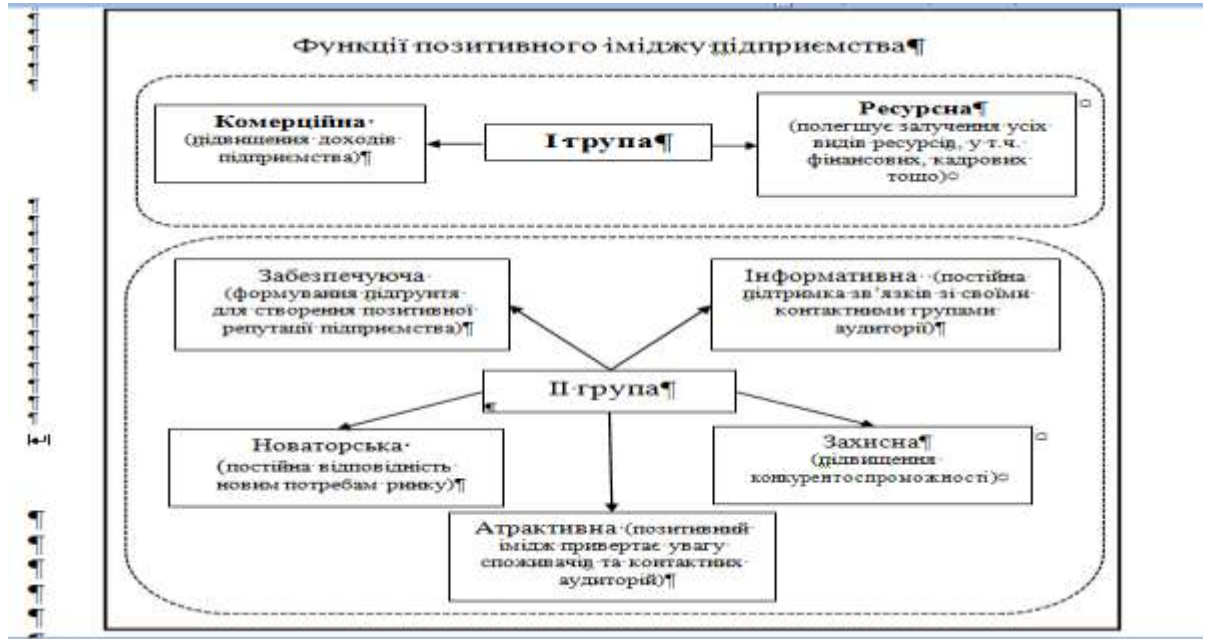 Функції позитивного іміджу підприємства¶
Комерційна·
(підвищення·доходів·
підприємства)¶
І·група¶
Ресурсна¶
(полегшує·залучення·усіх·
видів·ресурсів,·у·т.ч.·
фінансових,·кадрових·
тощо)¤
Забезпечуюча·
(формування·підґрунтя·
для·створення·позитивної·
репутації·підприємства)¶
Інформативна··(постійна·
підтримка·зв’язків·зі·своїми·
контактними·групами·
аудиторії)¶
ІІ·група¶
¶
Новаторська·
(постійна·відповідність·
новим·потребам·ринку)¶
Захисна¶
(підвищення·
конкурентоспроможності)¤
Атрактивна·(позитивний·
імідж·привертає·увагу·
споживачів·та·контактних·
аудиторій)¶